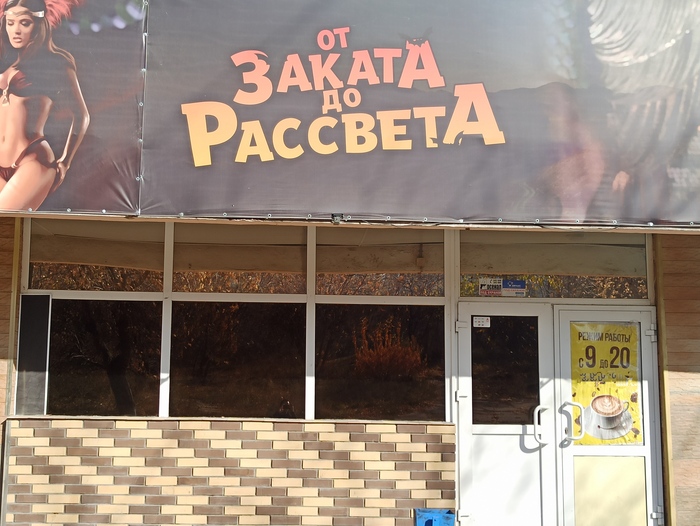 ОТ
ЗАКАТА
ДО
РАССВЕТА
РЕЖИМ РАБОТЫ
с 9 до 20